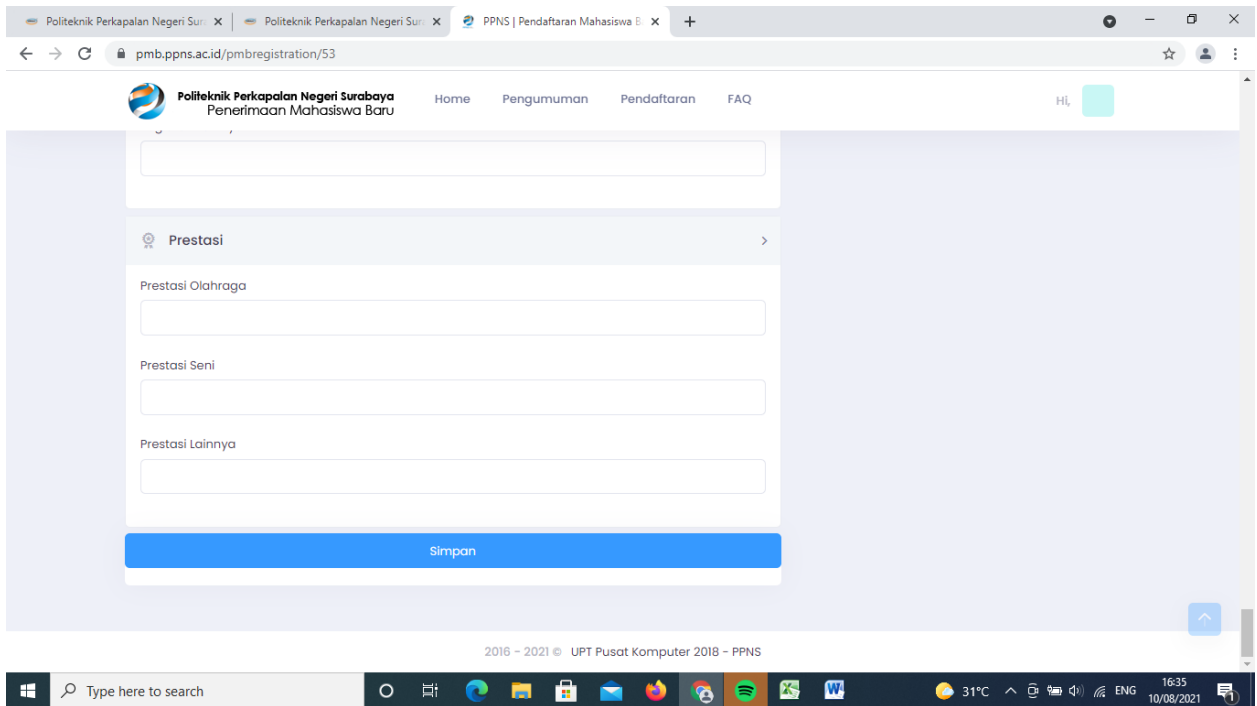 Politeknik Perkapalan Negeri Sur
Politeknik Perkapalan Negeri Sur
PPNS | Pendaftaran Mahasiswa B
pmb.ppns.ac.id/pmbregistration/53
Politeknik Perkapalan Negeri Surabaya
Penerimaan Mahasiswa Baru
Home Pengumuman Pendaftaran FAQ
Hi,
Prestasi
Prestasi Olahraga
Prestasi Seni
Prestasi Lainnya
Simpan
2016 - 2021 © UPT Pusat Komputer 2018 - PPNS
Type here to search
31°C ENG
16:35
10/08/2021
1